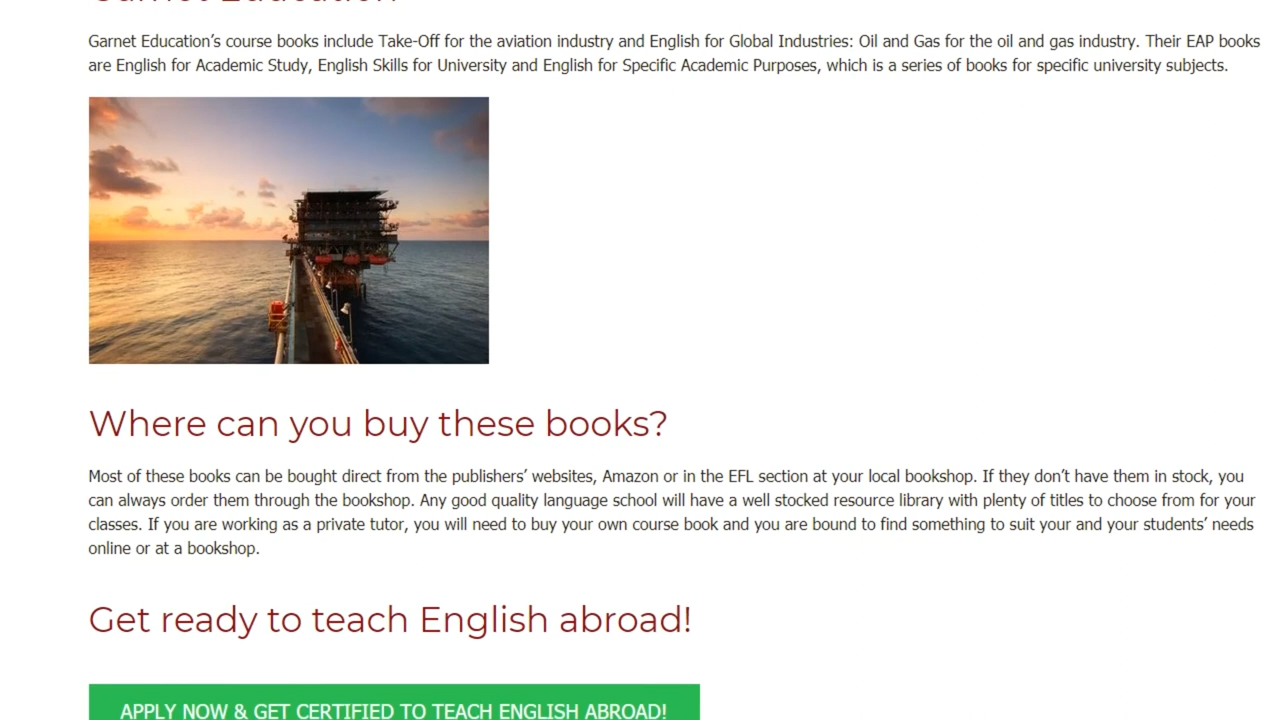 Garnet Education
Garnet Education’s course books include Take-Off for the aviation industry and English for Global Industries: Oil and Gas for the oil and gas industry. Their EAP books
are English for Academic Study, English Skills for University and English for Specific Academic Purposes, which is a series of books for specific university subjects.
Where can you buy these books?
Most of these books can be bought direct from the publishers’ websites, Amazon or in the EFL section at your local bookshop. If they don’t have them in stock, you
can always order them through the bookshop. Any good quality language school will have a well stocked resource library with plenty of titles to choose from for your
classes. If you are working as a private tutor, you will need to buy your own course book and you are bound to find something to suit your and your students’ needs
online or at a bookshop.
Get ready to teach English abroad!
APPLY NOW & GET CERTIFIED TO TEACH ENGLISH ABROAD!